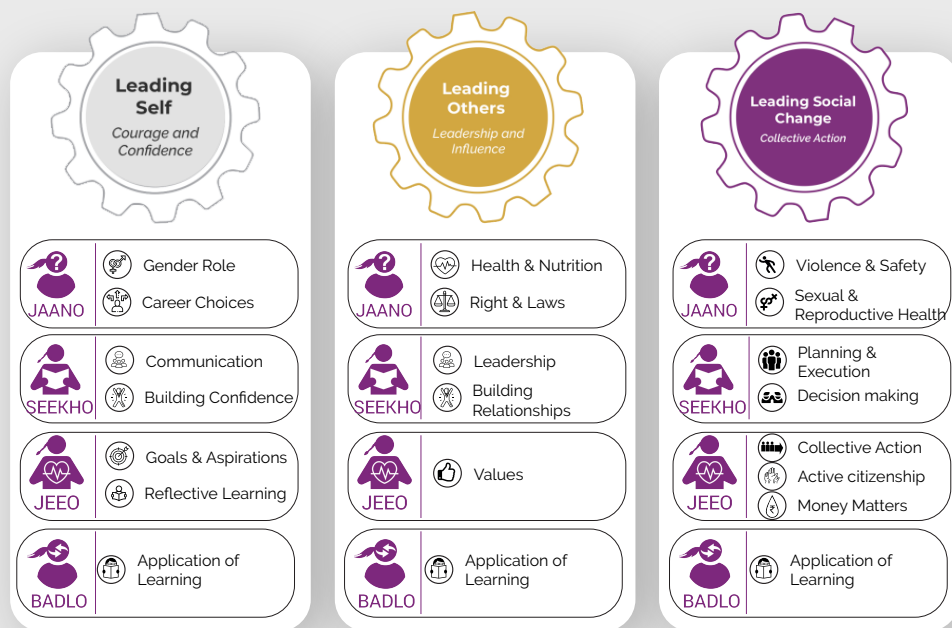 Leading
Self
Courage and
Confidence
JAANO
Gender Role
Career Choices
SEEKHO
Communication
Building Confidence
JEEO
Goals & Aspirations
Reflective Learning
BADLO
Application of
Learning
Leading
Others
Leadership and
Influence
JAANO
Health & Nutrition
Right & Laws
SEEKHO
Leadership
Building
Relationships
JEEO
Values
BADLO
Application of
Learning
Leading Social
Change
Collective Action
JAANO
Violence & Safety
Sexual &
Reproductive Health
SEEKHO
Planning &
Execution
Decision making
JEEO
Collective Action
Active citizenship
Money Matters
BADLO
Application of
Learning